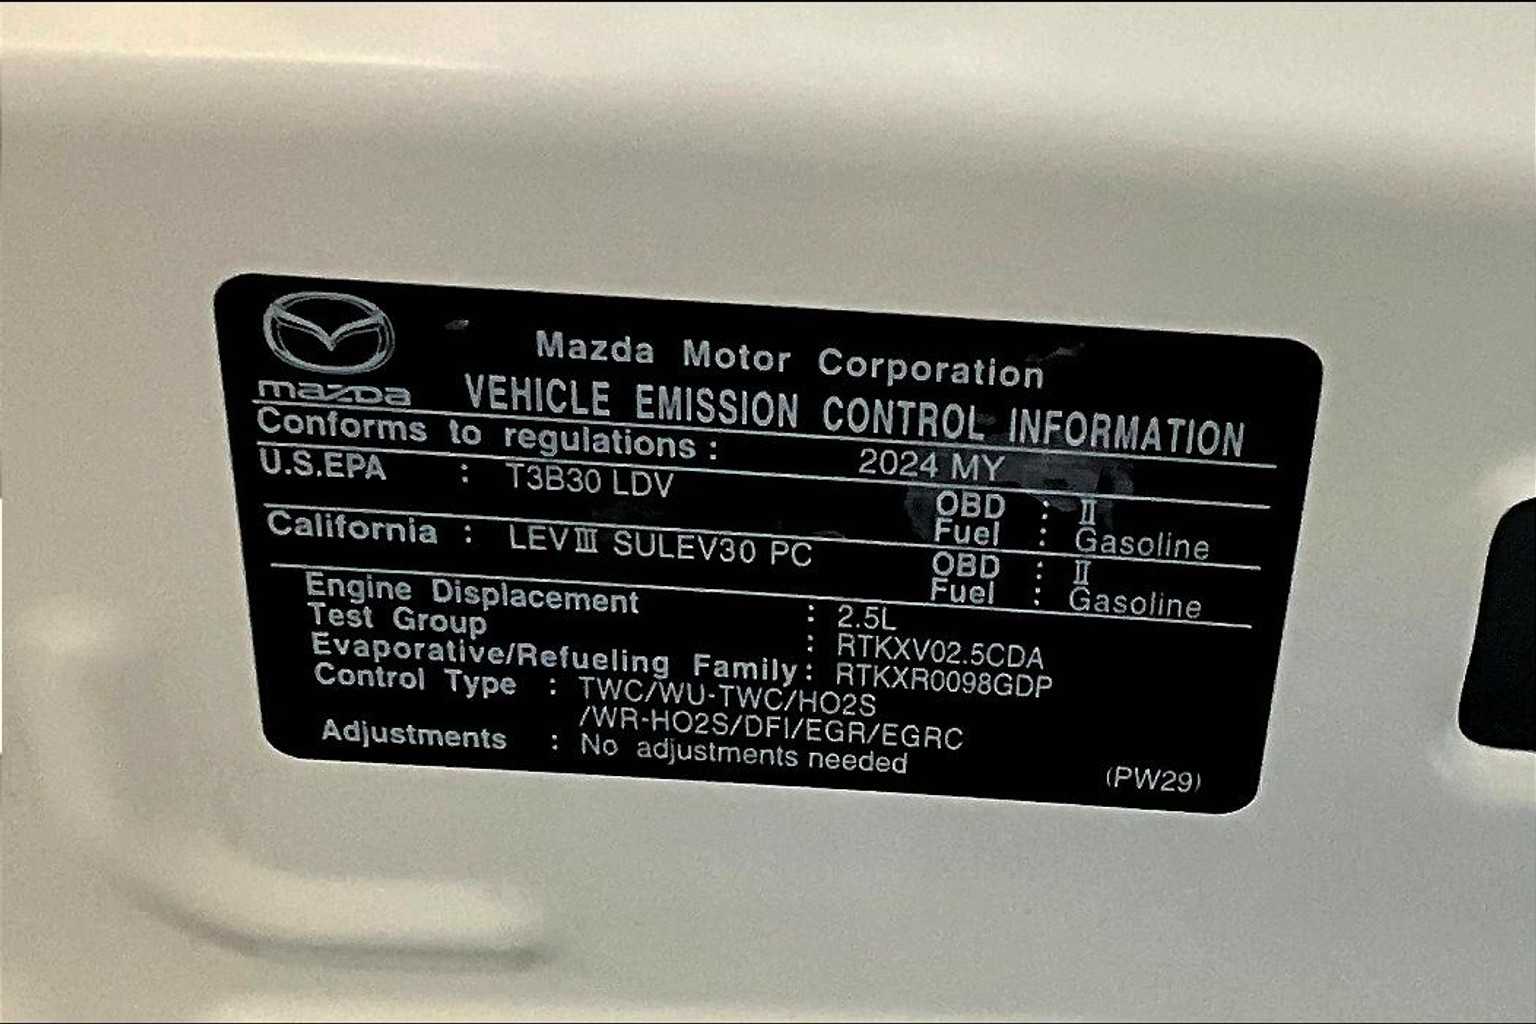 mazda
Mazda Motor Corporation
VEHICLE EMISSION CONTROL INFORMATION
Conforms to regulations : 2024 MY
U.S.EPA : T3B30 LDV OBD : II
Fuel : Gasoline
California : LEVIII SULEV30 PC OBD : II
Fuel : Gasoline
Engine Displacement : 2.5L
Test Group : RTKXV02.5CDA
Evaporative/Refueling Family : RTKXR0098GDP
Control Type : TWC/WU-TWC/HO2S
/WR-HO2S/DFI/EGR/EGRC
Adjustments : No adjustments needed
(PW29)